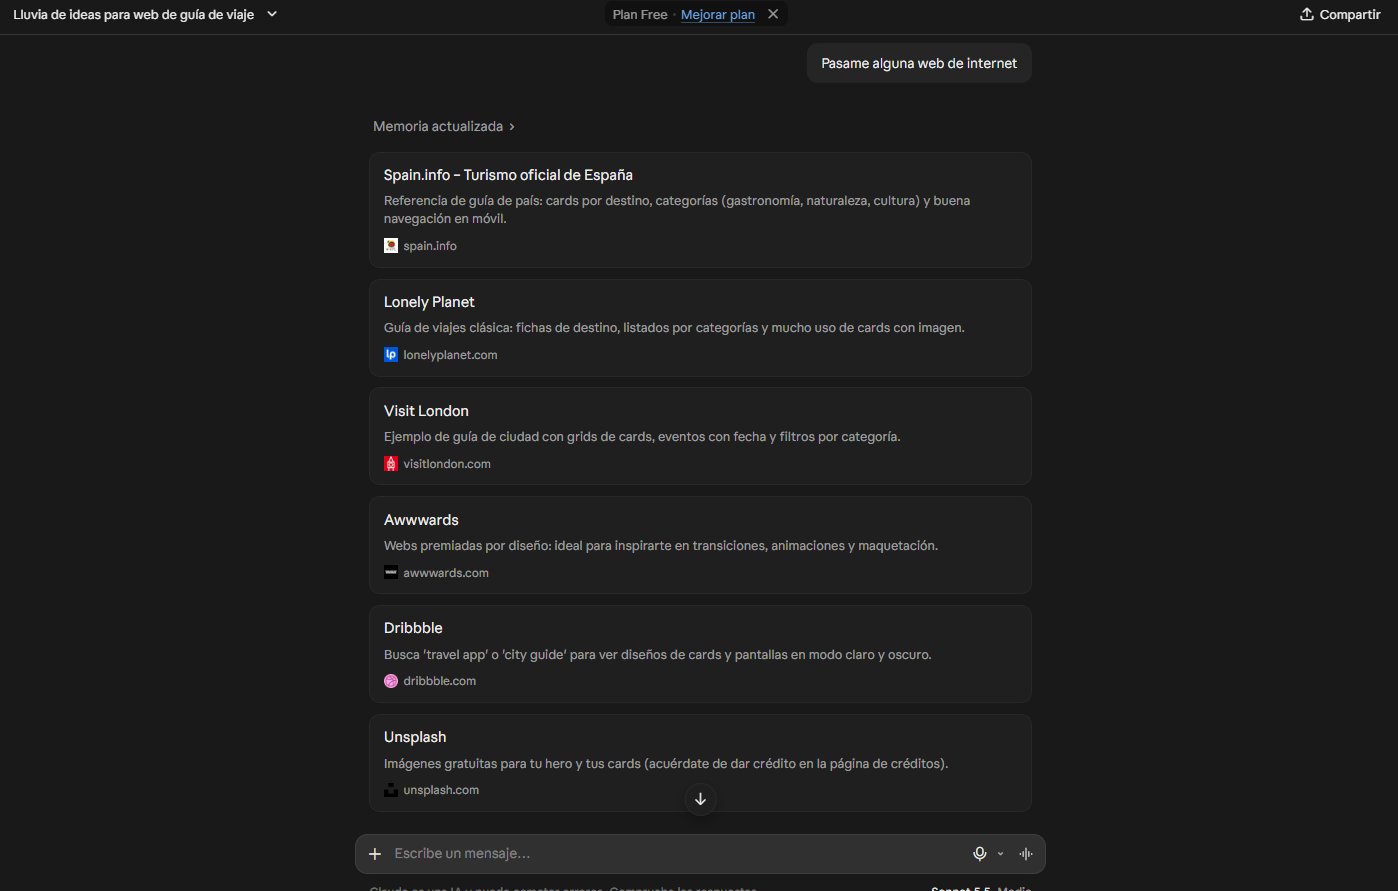 Lluvia de ideas para web de guía de viaje
Plan Free · Mejorar plan
Compartir
Pasame alguna web de internet
Memoria actualizada
Spain.info – Turismo oficial de España
Referencia de guía de país: cards por destino, categorías (gastronomía, naturaleza, cultura) y buena
navegación en móvil.
spain.info
Lonely Planet
Guía de viajes clásica: fichas de destino, listados por categorías y mucho uso de cards con imagen.
lp lonelyplanet.com
Visit London
Ejemplo de guía de ciudad con grids de cards, eventos con fecha y filtros por categoría.
visitlondon.com
Awwwards
Webs premiadas por diseño: ideal para inspirarte en transiciones, animaciones y maquetación.
awwwards.com
Dribbble
Busca 'travel app' o 'city guide' para ver diseños de cards y pantallas en modo claro y oscuro.
dribbble.com
Unsplash
Imágenes gratuitas para tu hero y tus cards (acuérdate de dar crédito en la página de créditos).
unsplash.com
Escribe un mensaje...